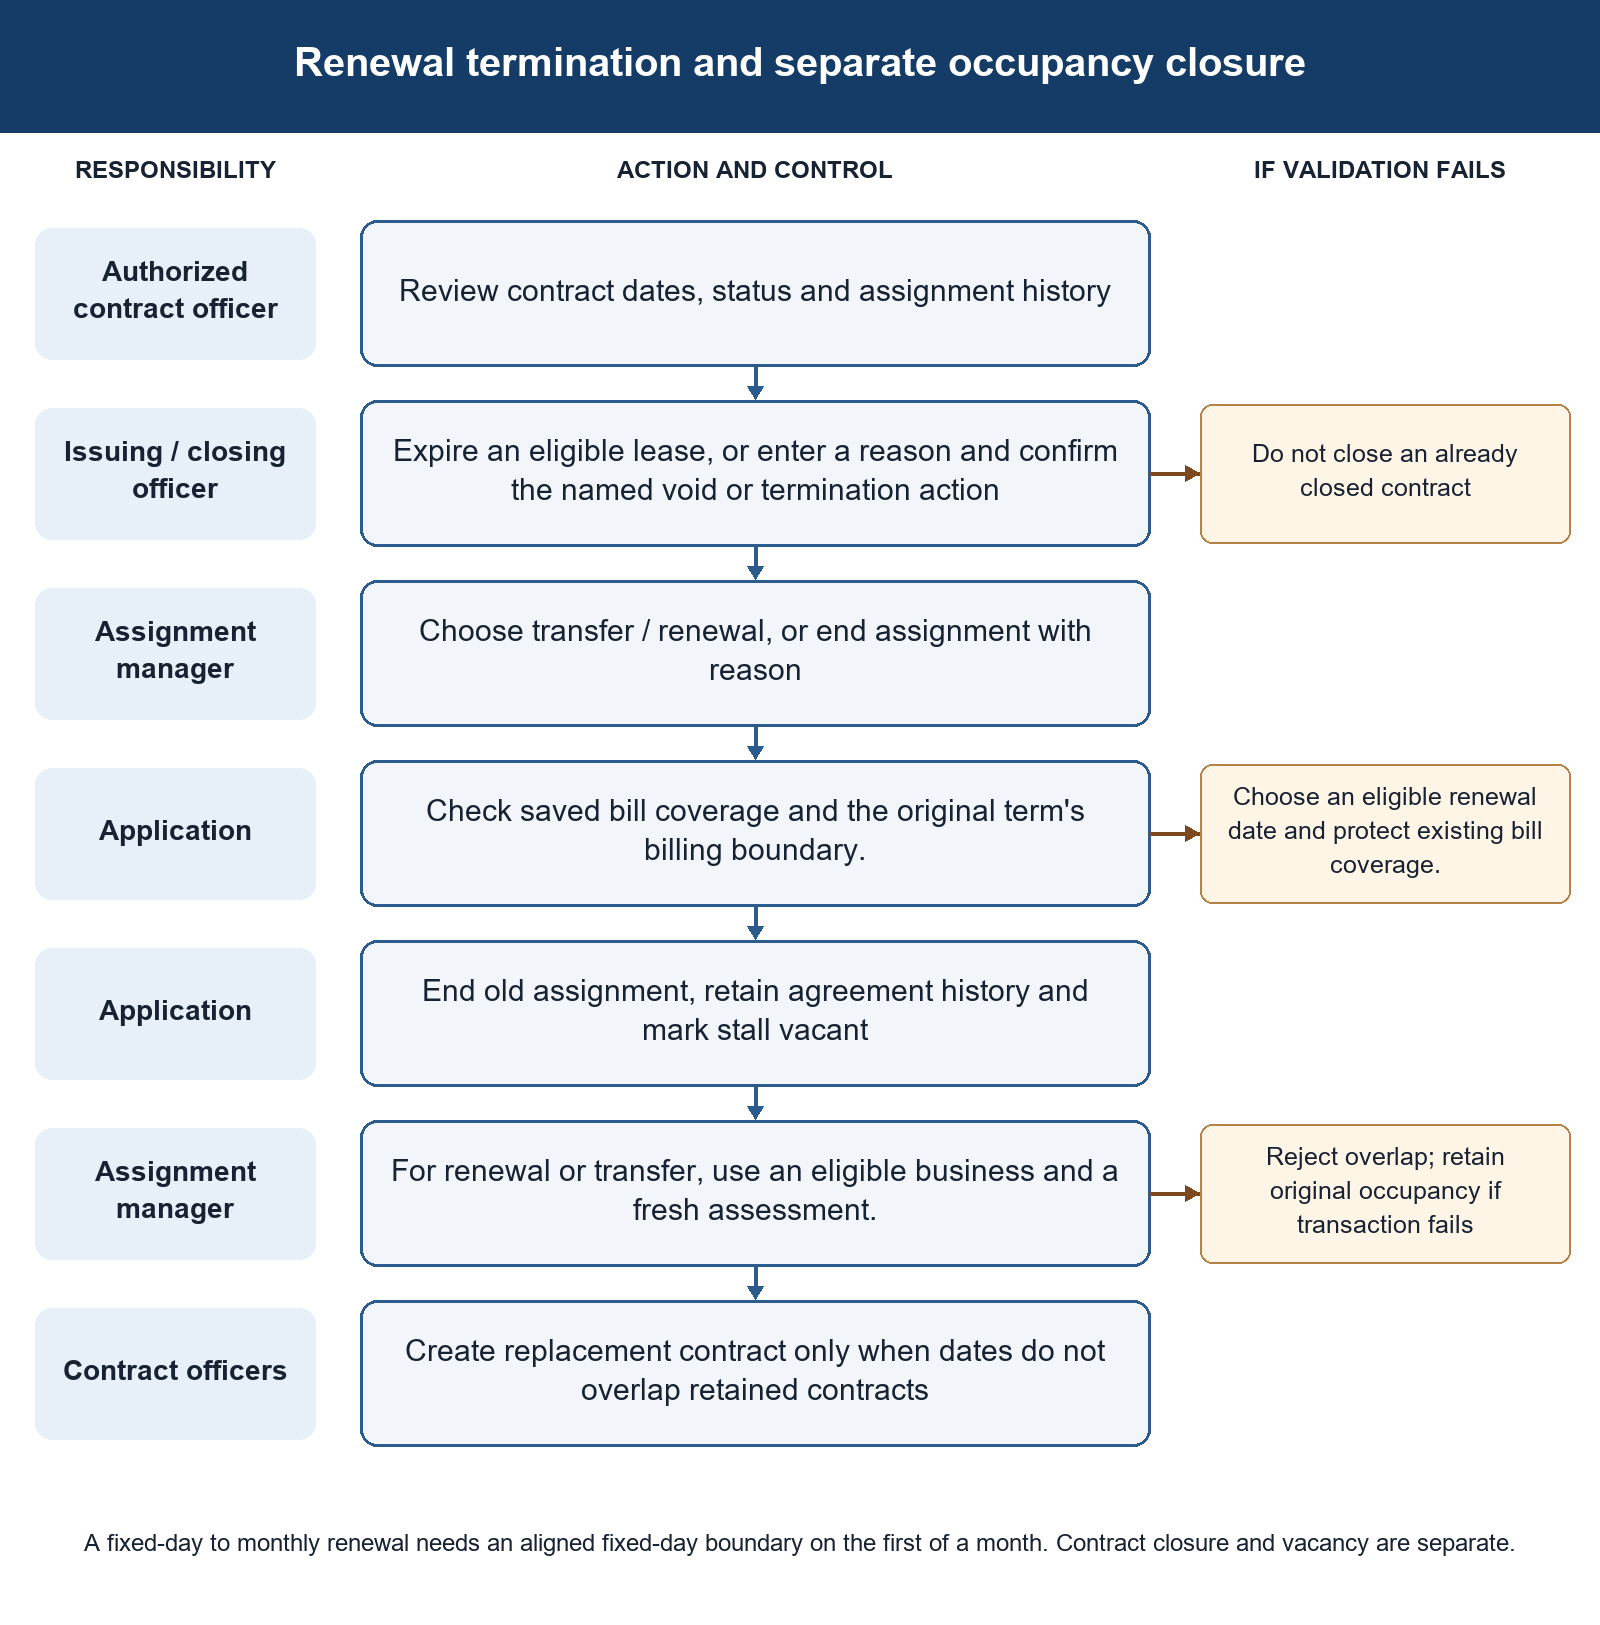 Renewal termination and separate occupancy closure
RESPONSIBILITY
ACTION AND CONTROL
IF VALIDATION FAILS
Authorized
contract officer
Review contract dates, status and assignment history
Issuing / closing
officer
Expire an eligible lease, or enter a reason and confirm
the named void or termination action
Do not close an already
closed contract
Assignment
manager
Choose transfer / renewal, or end assignment with
reason
Application
Check saved bill coverage and the original term's
billing boundary.
Choose an eligible renewal
date and protect existing bill
coverage.
Application
End old assignment, retain agreement history and
mark stall vacant
Assignment
manager
For renewal or transfer, use an eligible business and a
fresh assessment.
Reject overlap; retain
original occupancy if
transaction fails
Contract officers
Create replacement contract only when dates do not
overlap retained contracts
A fixed-day to monthly renewal needs an aligned fixed-day boundary on the first of a month. Contract closure and vacancy are separate.